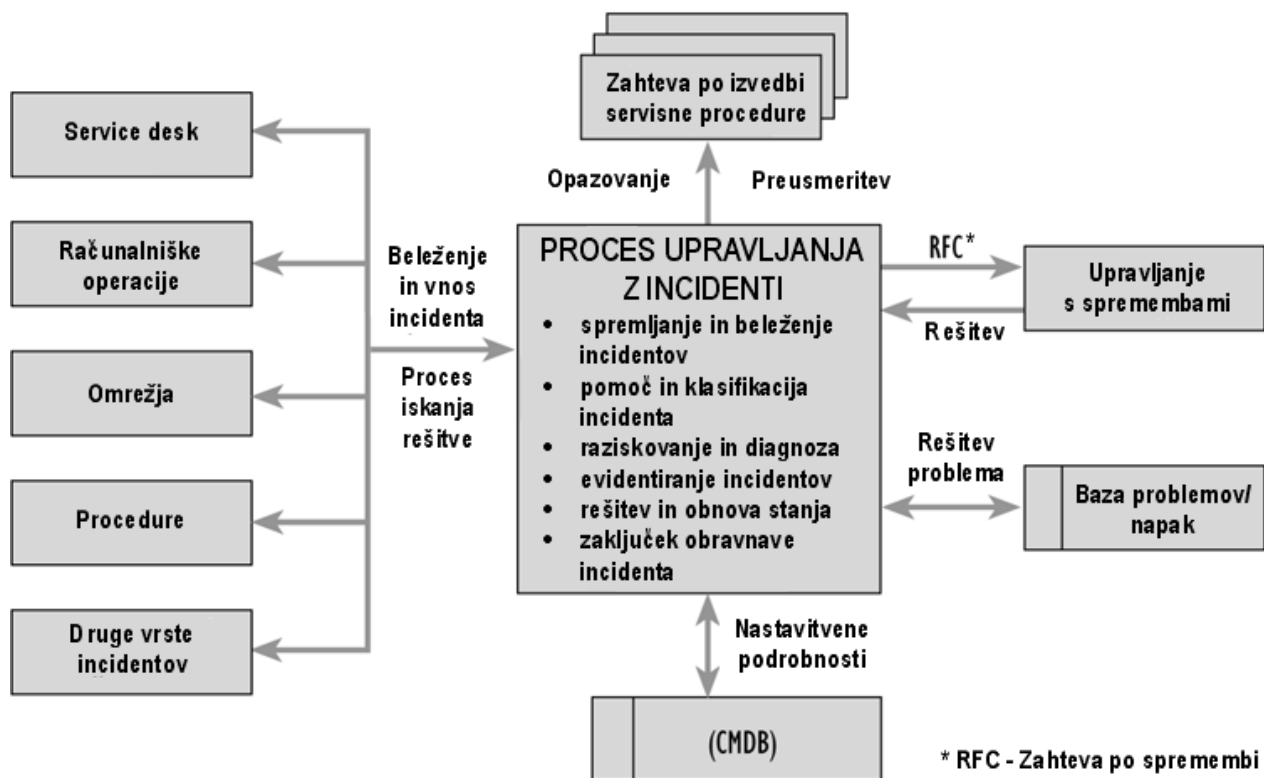 Zahteva po izvedbi
servisne procedure
Service desk
Opazovanje
Preusmeritev
Računalniške
operacije
Beleženje
in vnos
incidenta
PROCES UPRAVLJANJA
Z INCIDENTI
• spremljanje in beleženje
incidentov
• pomoč in klasifikacija
incidenta
• raziskovanje in diagnoza
• evidentiranje incidentov
• rešitev in obnova stanja
• zaključek obravnave
incidenta
RFC*
Upravljanje
s spremembami
Rešitev
Omrežja
Proces
iskanja
rešitve
Rešitev
problema
Procedure
Baza problemov/
napak
Druge vrste
incidentov
Nastavitvene
podrobnosti
(CMDB)
* RFC - Zahteva po spremembi